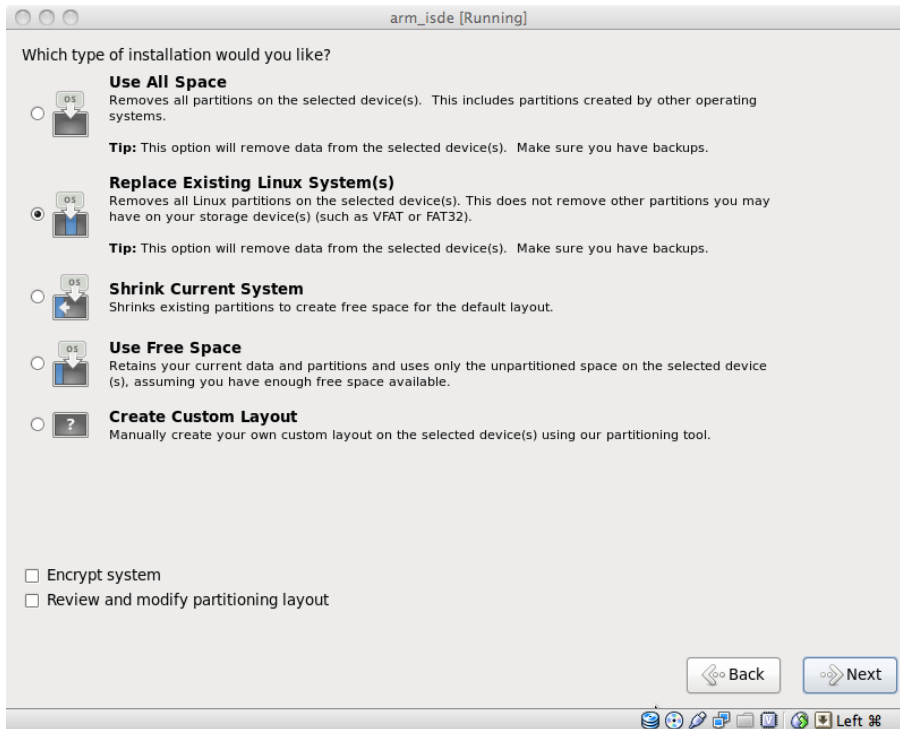 arm_isde [Running]
Which type of installation would you like?
OS
Use All Space
Removes all partitions on the selected device(s).  This includes partitions created by other operating
systems.
Tip: This option will remove data from the selected device(s).  Make sure you have backups.
OS
Replace Existing Linux System(s)
Removes all Linux partitions on the selected device(s). This does not remove other partitions you may
have on your storage device(s) (such as VFAT or FAT32).
Tip: This option will remove data from the selected device(s).  Make sure you have backups.
OS
Shrink Current System
Shrinks existing partitions to create free space for the default layout.
OS
Use Free Space
Retains your current data and partitions and uses only the unpartitioned space on the selected device
(s), assuming you have enough free space available.
?
Create Custom Layout
Manually create your own custom layout on the selected device(s) using our partitioning tool.
Encrypt system
Review and modify partitioning layout
Back
Next
V
Left ⌘